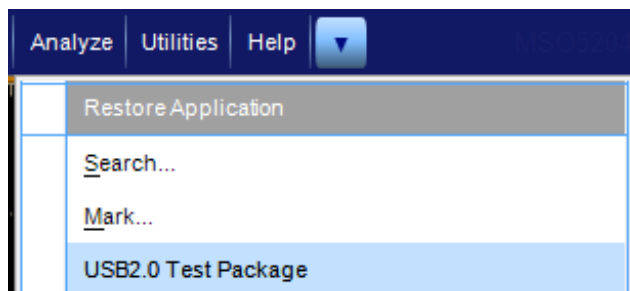 Analyze Utilities Help
Restore Application
Search...
Mark...
USB2.0 Test Package